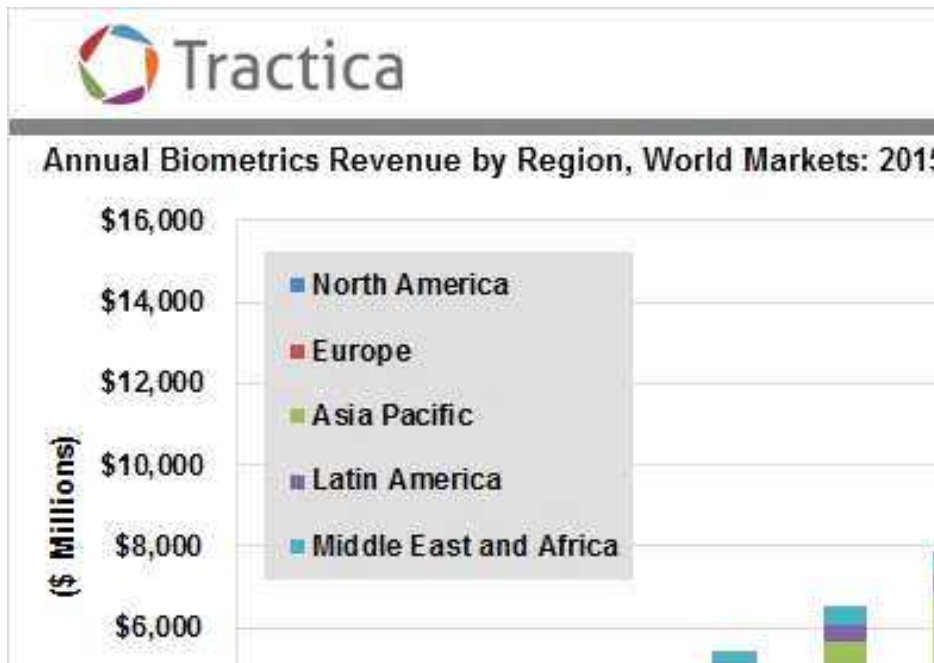 Tractica
Annual Biometrics Revenue by Region, World Markets: 2015
$16,000
$14,000
$12,000
$10,000
$8,000
$6,000
($ Millions)
North America
Europe
Asia Pacific
Latin America
Middle East and Africa